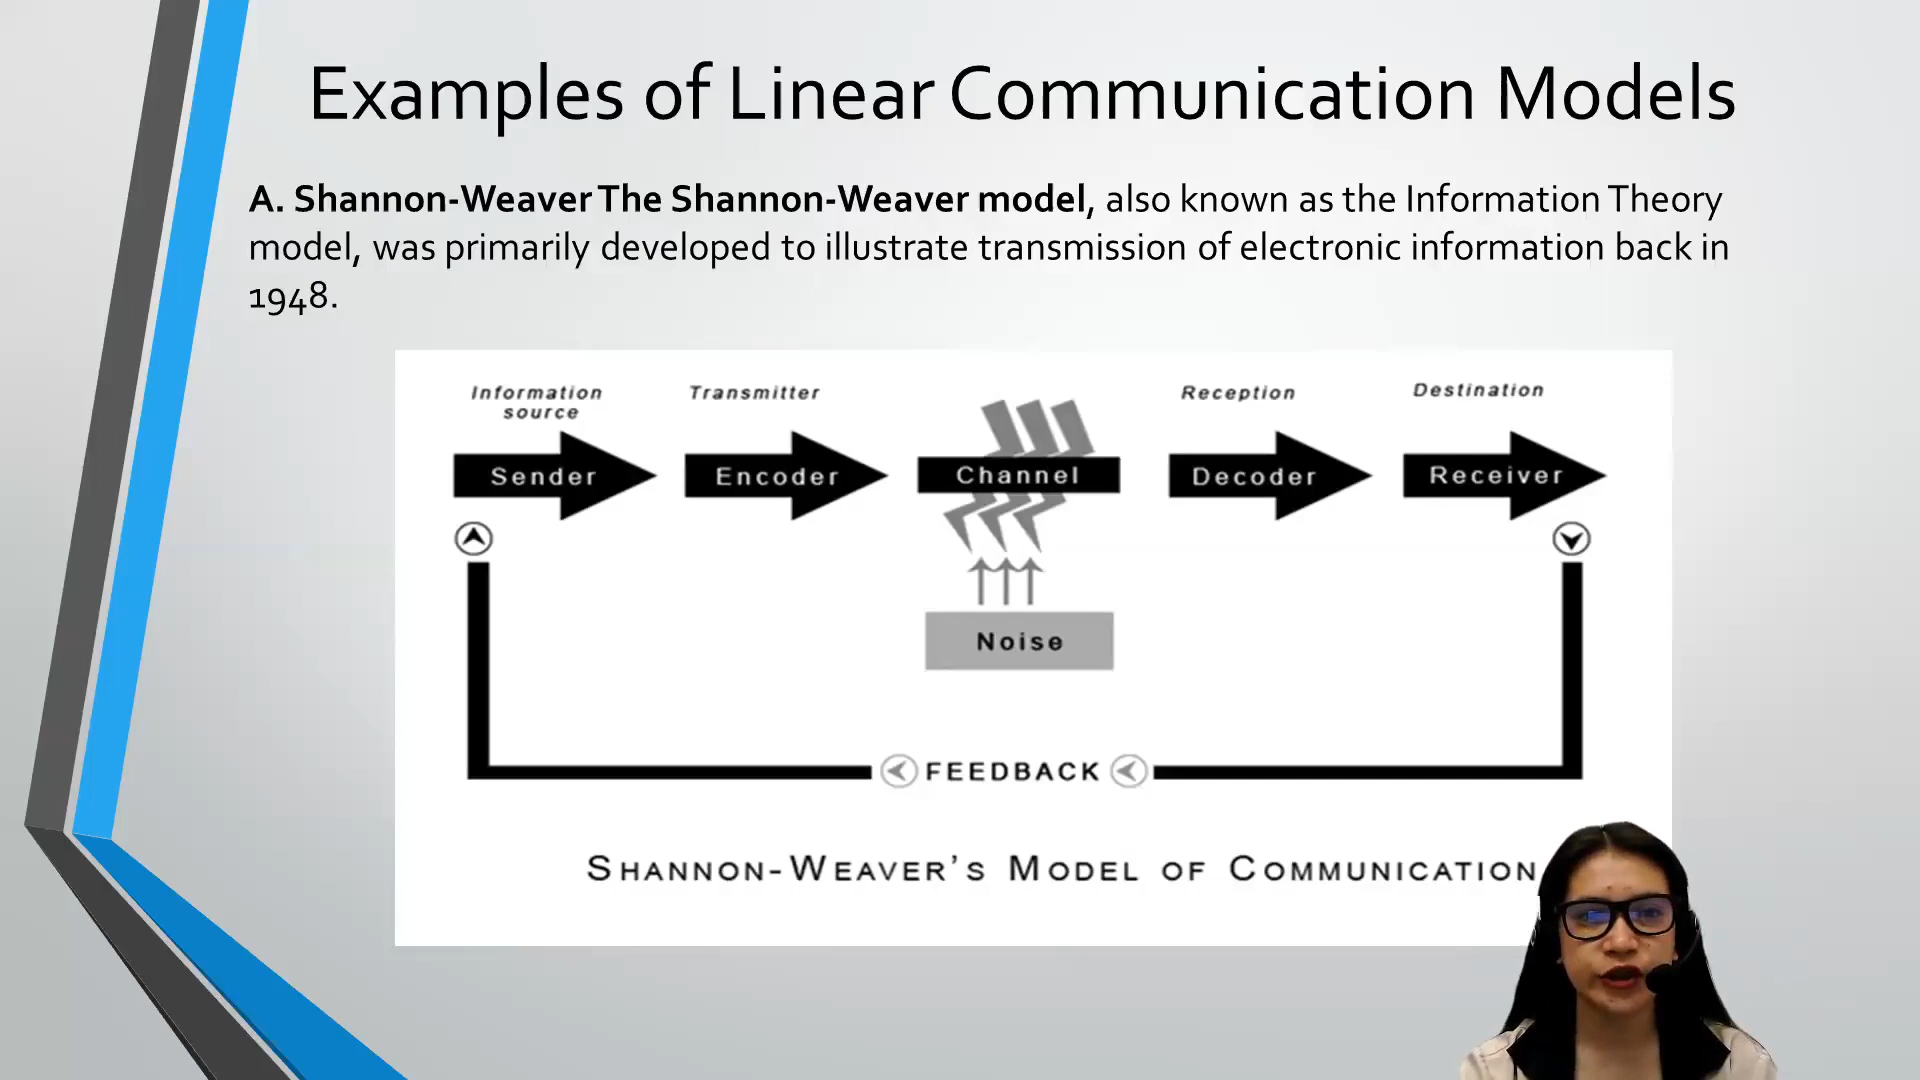 Examples of Linear Communication Models
A. Shannon-Weaver The Shannon-Weaver model, also known as the Information Theory
model, was primarily developed to illustrate transmission of electronic information back in
1948.
Information
source
Transmitter
Reception
Destination
Sender
Encoder
Channel
Decoder
Receiver
Noise
FEEDBACK
SHANNON-WEAVER'S MODEL OF COMMUNICATION